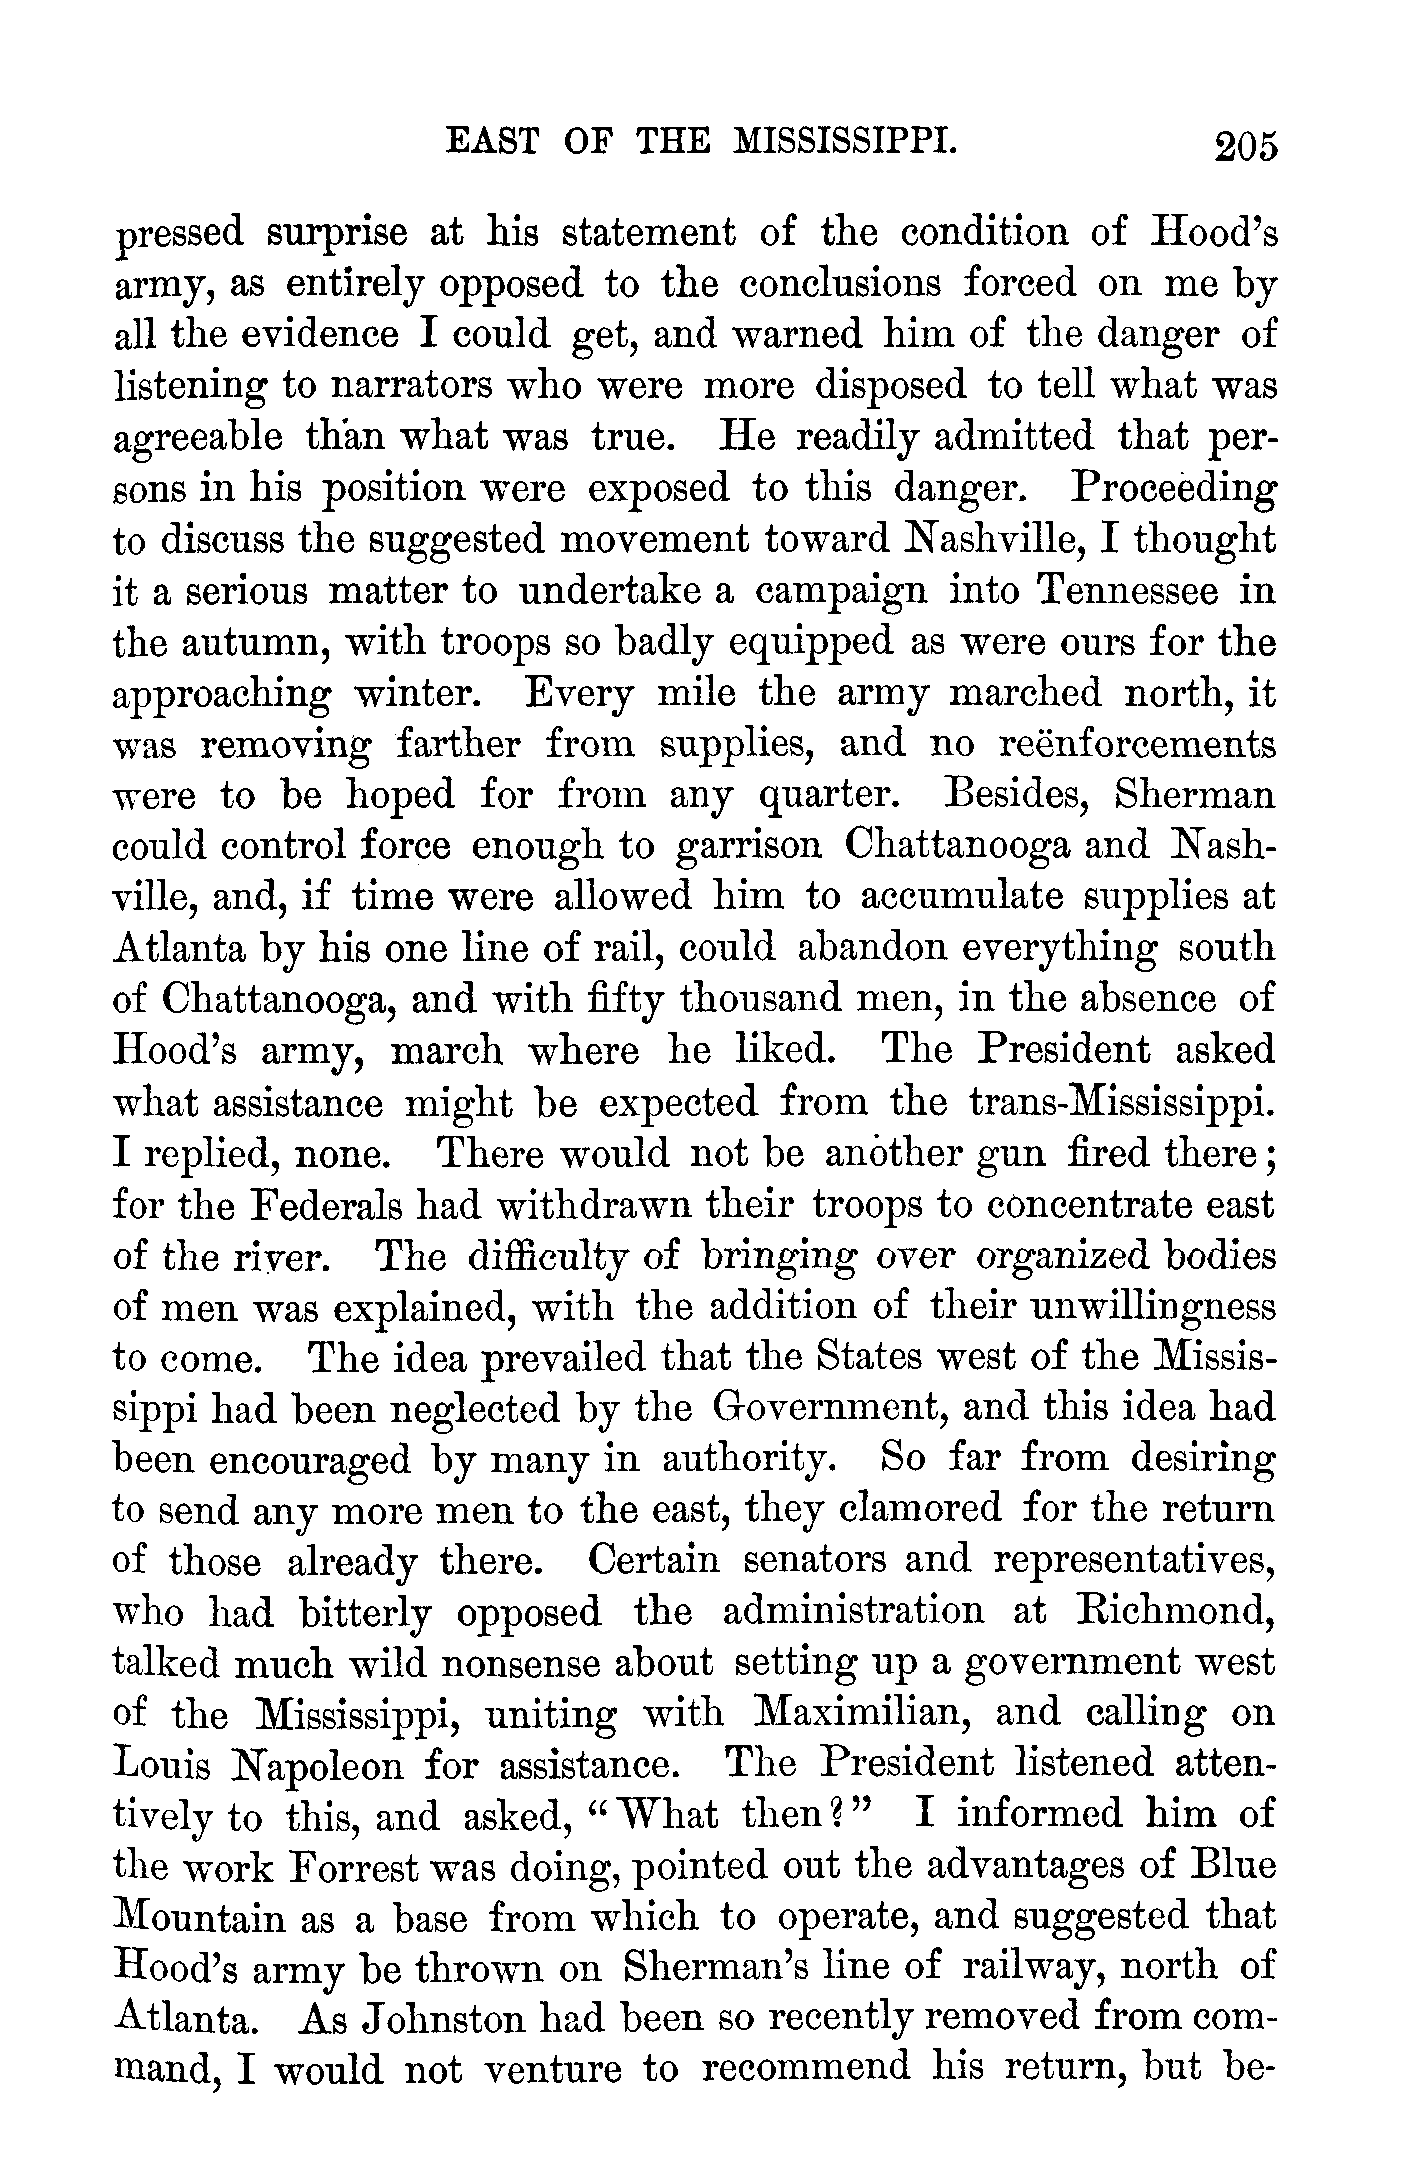 EAST OF THE MISSISSIPPI. 205
pressed surprise at his statement of the condition of Hood's
army, as entirely opposed to the conclusions forced on me by
all the evidence I could get, and warned him of the danger of
listening to narrators who were more disposed to tell what was
agreeable than what was true. He readily admitted that per-
sons in his position were exposed to this danger. Proceeding
to discuss the suggested movement toward Nashville, I thought
it a serious matter to undertake a campaign into Tennessee in
the autumn, with troops so badly equipped as were ours for the
approaching winter. Every mile the army marched north, it
was removing farther from supplies, and no reënforcements
were to be hoped for from any quarter. Besides, Sherman
could control force enough to garrison Chattanooga and Nash-
ville, and, if time were allowed him to accumulate supplies at
Atlanta by his one line of rail, could abandon everything south
of Chattanooga, and with fifty thousand men, in the absence of
Hood's army, march where he liked. The President asked
what assistance might be expected from the trans-Mississippi.
I replied, none. There would not be another gun fired there;
for the Federals had withdrawn their troops to concentrate east
of the river. The difficulty of bringing over organized bodies
of men was explained, with the addition of their unwillingness
to come. The idea prevailed that the States west of the Missis-
sippi had been neglected by the Government, and this idea had
been encouraged by many in authority. So far from desiring
to send any more men to the east, they clamored for the return
of those already there. Certain senators and representatives,
who had bitterly opposed the administration at Richmond,
talked much wild nonsense about setting up a government west
of the Mississippi, uniting with Maximilian, and calling on
Louis Napoleon for assistance. The President listened atten-
tively to this, and asked, "What then?" I informed him of
the work Forrest was doing, pointed out the advantages of Blue
Mountain as a base from which to operate, and suggested that
Hood's army be thrown on Sherman's line of railway, north of
Atlanta. As Johnston had been so recently removed from com-
mand, I would not venture to recommend his return, but be-